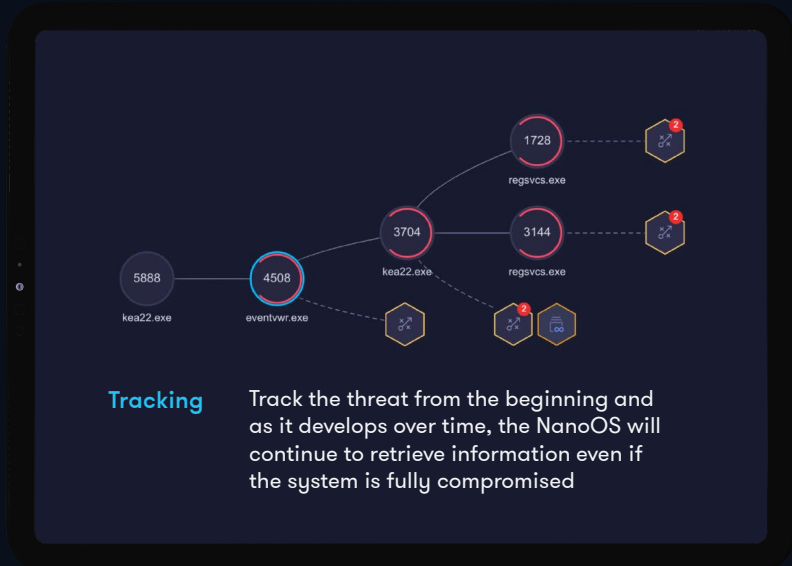 2
1728
regsvcs.exe
2
3704
3144
kea22.exe
regsvcs.exe
5888
4508
kea22.exe
eventvwr.exe
2
Tracking
Track the threat from the beginning and
as it develops over time, the NanoOS will
continue to retrieve information even if
the system is fully compromised